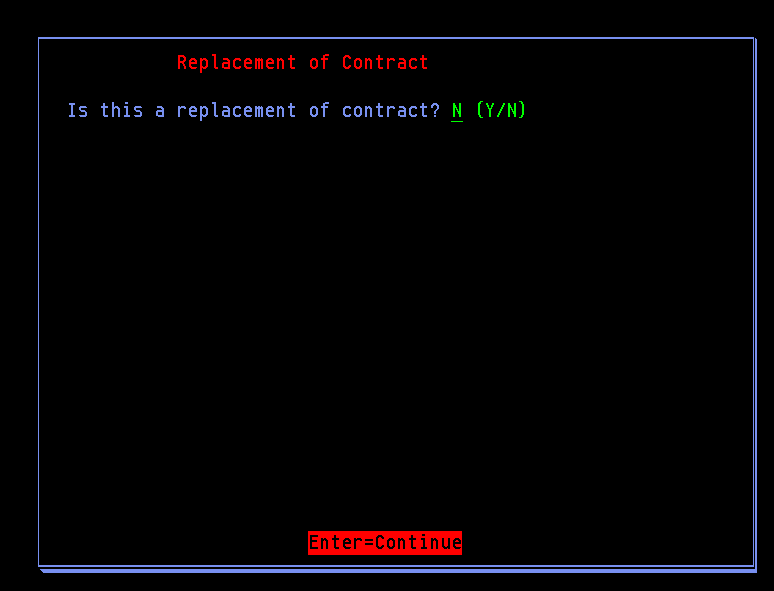 Replacement of Contract
Is this a replacement of contract? N (Y/N)
Enter=Continue